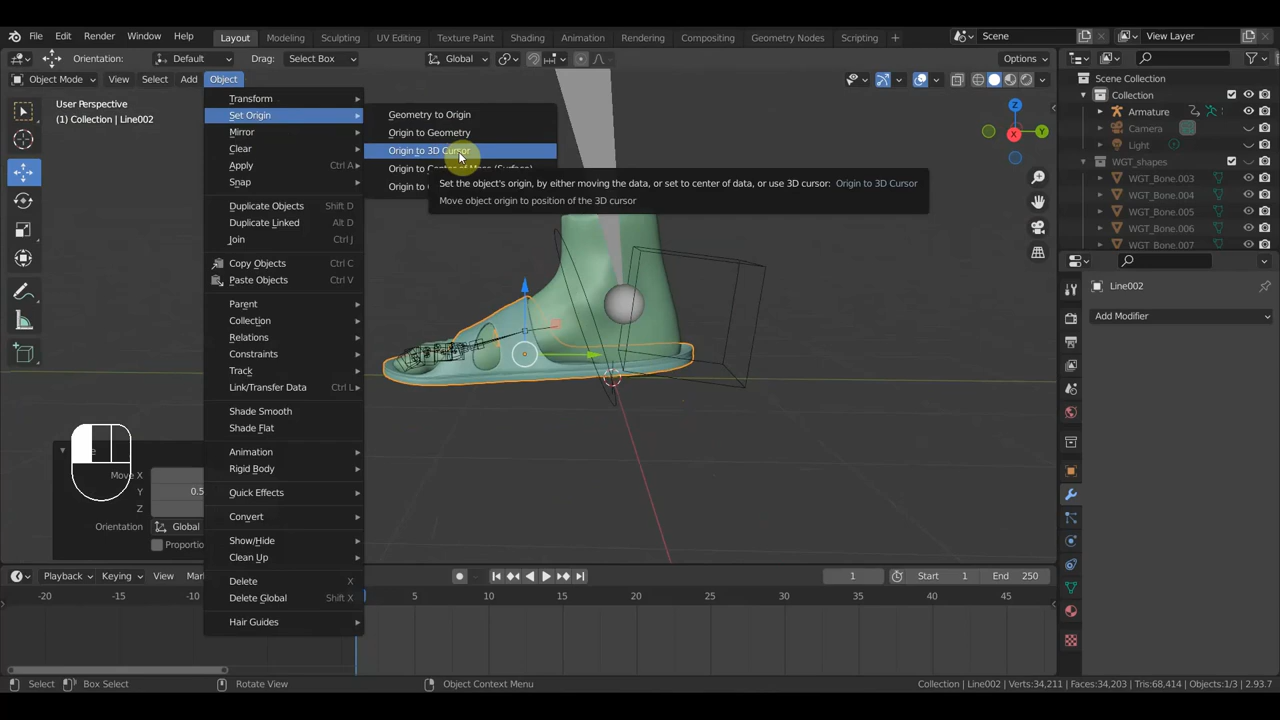 File Edit Render Window Help Layout Modeling Sculpting UV Editing Texture Paint Shading Animation Rendering Compositing Geometry Nodes Scripting + Scene View Layer
Orientation: Default Drag: Select Box Global Options
Object Mode View Select Add Object
User Perspective
(1) Collection | Line002
Transform
Set Origin
Mirror
Clear
Apply Ctrl A
Snap
Duplicate Objects Shift D
Duplicate Linked Alt D
Join Ctrl J
Copy Objects Ctrl C
Paste Objects Ctrl V
Parent
Collection
Relations
Constraints
Track
Link/Transfer Data Ctrl L
Shade Smooth
Shade Flat
Animation
Rigid Body
Quick Effects
Convert
Show/Hide
Clean Up
Delete X
Delete Global Shift X
Hair Guides
Geometry to Origin
Origin to Geometry
Origin to 3D Cursor
Origin to Center of Mass (Surface)
Origin to
Set the object's origin, by either moving the data, or set to center of data, or use 3D cursor: Origin to 3D Cursor
Move object origin to position of the 3D cursor
Z
X
Y
Move X
Y 0.5
Z
Orientation Global
Proportio
Scene Collection
Collection
Armature
Camera
Light
WGT_shapes
WGT_Bone.003
WGT_Bone.004
WGT_Bone.005
WGT_Bone.006
WGT_Bone.007
Line002
Add Modifier
Playback Keying View Mar 1 Start 1 End 250
-20 -15 -10 5 10 15 20 25 30
Select Box Select Rotate View Object Context Menu Collection | Line002 | Verts:34,211 | Faces:34,203 | Tris:68,414 | Objects:1/3 | 2.93.7